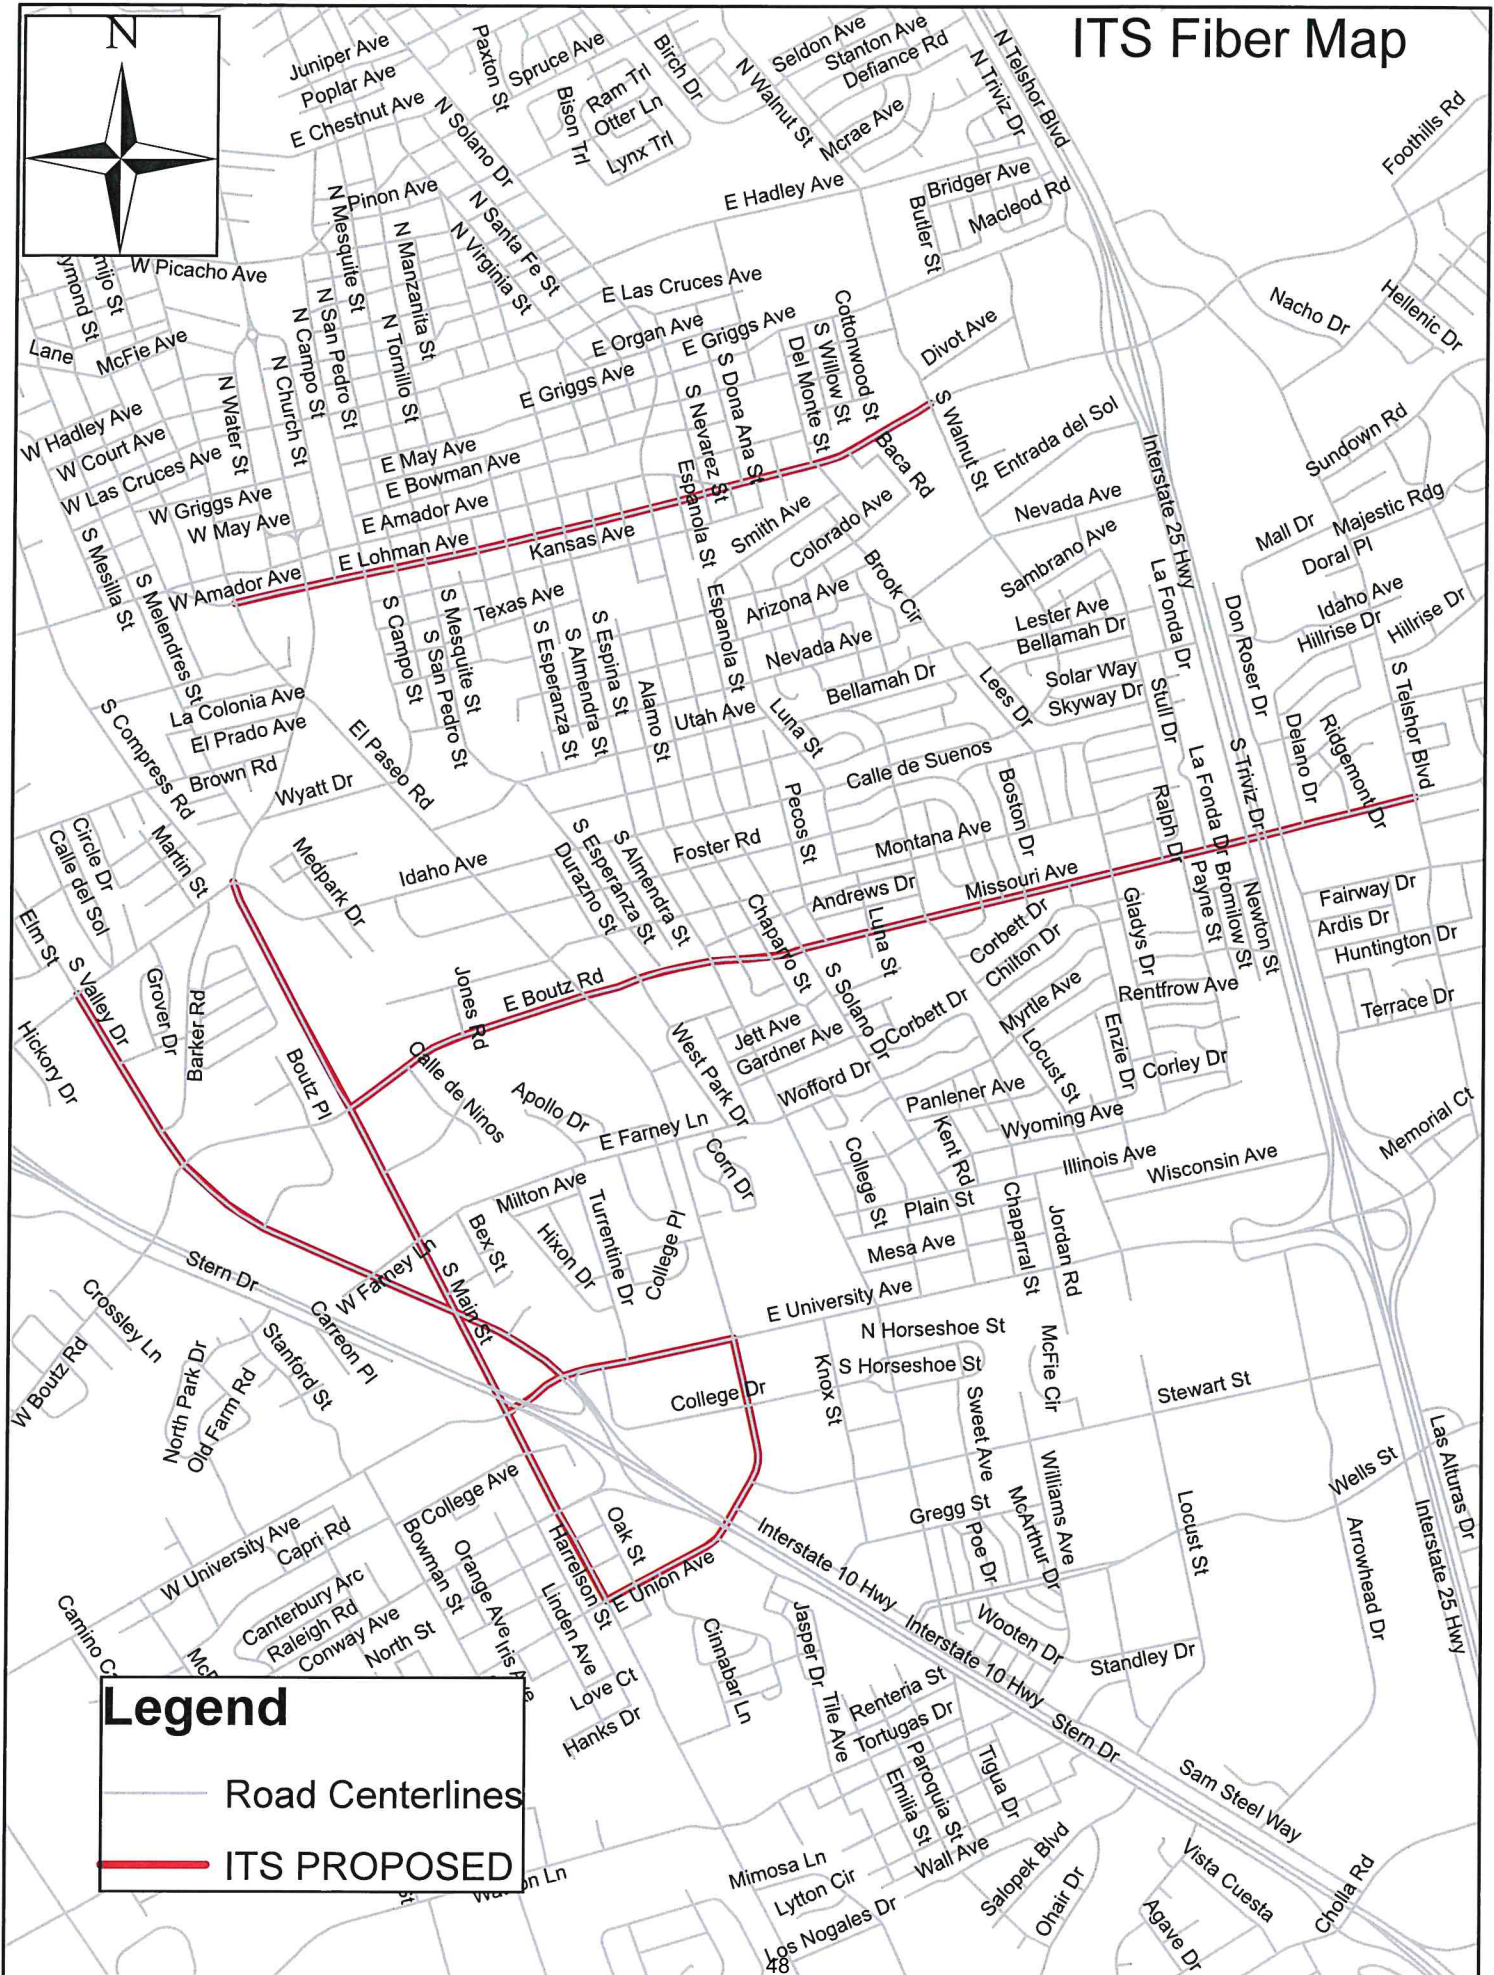 ITS Fiber Map
N
Juniper Ave
Poplar Ave
E Chestnut Ave
Paxton St
Spruce Ave
Ram Trl
Otter Ln
Bison Trl
Lynx Trl
Birch Dr
N Walnut St
Seldon Ave
Stanton Ave
Defiance Rd
Mcrae Ave
N Triviz Dr
N Telshor Blvd
Foothills Rd
N Solano Dr
Pinon Ave
N Mesquite St
N Manzanita St
N Santa Fe St
N Virginia St
E Hadley Ave
Bridger Ave
Macleod Rd
Butler St
W Picacho Ave
E Las Cruces Ave
Nacho Dr
Hellenic Dr
Lane
McFie Ave
N San Pedro St
N Campo St
N Church St
N Water St
N Tornillo St
E Organ Ave
E Griggs Ave
E Griggs Ave
S Dona Ana St
S Nevarez St
Del Monte St
S Willow St
Cottonwood St
Divot Ave
W Hadley Ave
W Court Ave
W Las Cruces Ave
W Griggs Ave
W May Ave
E May Ave
E Bowman Ave
E Amador Ave
E Lohman Ave
W Amador Ave
Kansas Ave
Texas Ave
Espanola St
Espanola St
Baca Rd
S Walnut St
Entrada del Sol
Nevada Ave
Sundown Rd
Majestic Rdg
Mall Dr
Doral Pl
Idaho Ave
Hillrise Dr
Hillrise Dr
Interstate 25 Hwy
Smith Ave
Colorado Ave
Arizona Ave
Brook Cir
Nevada Ave
Bellamah Dr
Sambrano Ave
Lester Ave
Bellamah Dr
Solar Way
Skyway Dr
Lees Dr
La Fonda Dr
Stull Dr
Don Roser Dr
S Telshor Blvd
S Mesilla St
S Melendres St
S Compress Rd
La Colonia Ave
El Prado Ave
Brown Rd
Wyatt Dr
El Paseo Rd
S Campo St
S San Pedro St
S Mesquite St
S Esperanza St
S Almendra St
S Espina St
Alamo St
Utah Ave
Luna St
Calle de Suenos
Pecos St
Foster Rd
Montana Ave
Boston Dr
Ralph Dr
La Fonda Dr
S Triviz Dr
Delano Dr
Ridgemont Dr
Circle Dr
Calle del Sol
Martin St
Medpark Dr
Idaho Ave
S Esperanza St
S Almendra St
Durazno St
Andrews Dr
Missouri Ave
Chaparro St
Luna St
Corbett Dr
Chilton Dr
Gladys Dr
Payne St
Bromilow St
Newton St
Fairway Dr
Ardis Dr
Huntington Dr
Terrace Dr
Elm St
S Valley Dr
Grover Dr
Barker Rd
Hickory Dr
Boutz Pl
Jones Rd
E Boutz Rd
Calle de Ninos
Apollo Dr
West Park Dr
Jett Ave
Gardner Ave
S Solano Dr
Corbett Dr
Wofford Dr
Myrtle Ave
Rentfrow Ave
Enzie Dr
Locust St
Corley Dr
Panlener Ave
Wyoming Ave
Memorial Ct
E Farney Ln
Corn Dr
Milton Ave
Bex St
Hixon Dr
Turrentine Dr
College Pl
College St
Kent Rd
Plain St
Mesa Ave
Illinois Ave
Wisconsin Ave
Chaparral St
Jordan Rd
E University Ave
Stern Dr
W Farney Ln
S Main St
Crossley Ln
W Boutz Rd
Carreon Pl
Stanford St
North Park Dr
Old Farm Rd
N Horseshoe St
S Horseshoe St
Knox St
McFie Cir
Sweet Ave
Stewart St
College Dr
Las Alturas Dr
Wells St
Gregg St
Williams Ave
McArthur Dr
Poe Dr
Locust St
Arrowhead Dr
Interstate 25 Hwy
E College Ave
W University Ave
Capri Rd
Canterbury Arc
Raleigh Rd
Conway Ave
North St
Bowman St
Orange Ave
Linden Ave
Harrelson St
Oak St
E Union Ave
Interstate 10 Hwy
Interstate 10 Hwy
Stern Dr
Jasper Dr
Cinnabar Ln
Tile Ave
Love Ct
Hanks Dr
Wooten Dr
Standley Dr
Renteria St
Tortugas Dr
Paroquia St
Emilia St
Tigua Dr
Wall Ave
Sam Steel Way
Vista Cuesta
Cholla Rd
Agave Dr
Ohair Dr
Salopek Blvd
Mimosa Ln
Lytton Cir
Los Nogales Dr
Legend
Road Centerlines
ITS PROPOSED
48